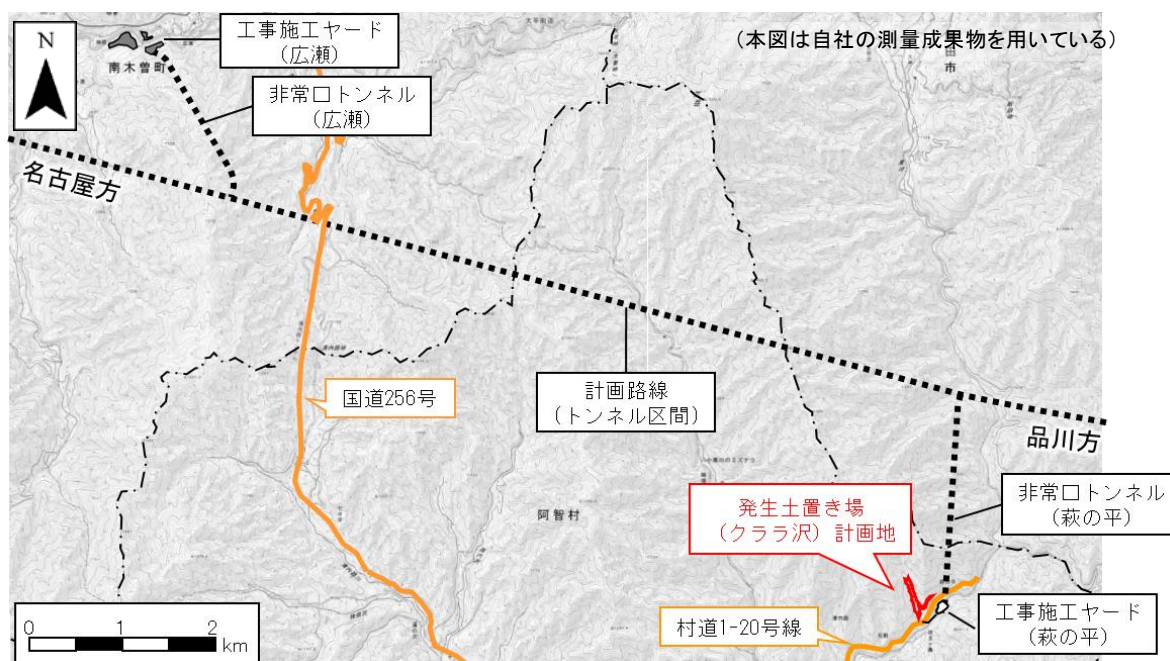 N
工事施工ヤード
（広瀬）
（本図は自社の測量成果物を用いている）
南木曽町
非常口トンネル
（広瀬）
名古屋方
国道256号
計画路線
（トンネル区間）
品川方
非常口トンネル
（萩の平）
発生土置き場
（クララ沢）計画地
阿智村
工事施工ヤード
（萩の平）
村道1-20号線
0 1 2 km